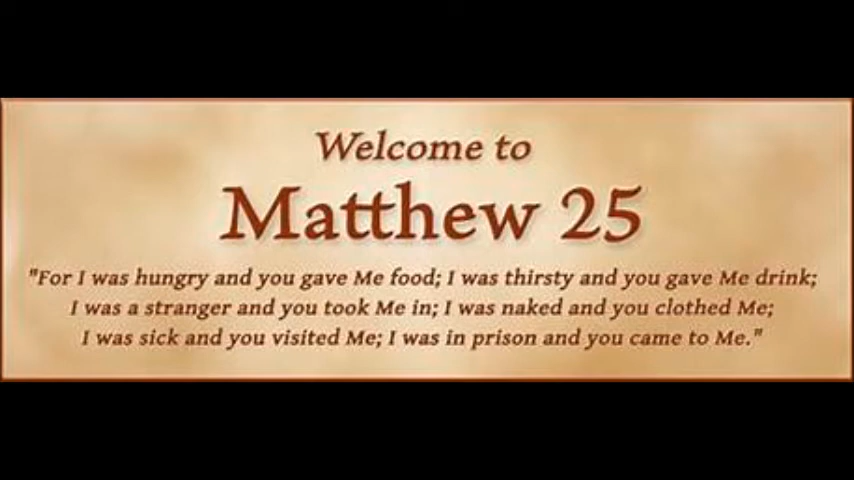 Welcome to
Matthew 25
"For I was hungry and you gave Me food; I was thirsty and you gave Me drink;
I was a stranger and you took Me in; I was naked and you clothed Me;
I was sick and you visited Me; I was in prison and you came to Me."